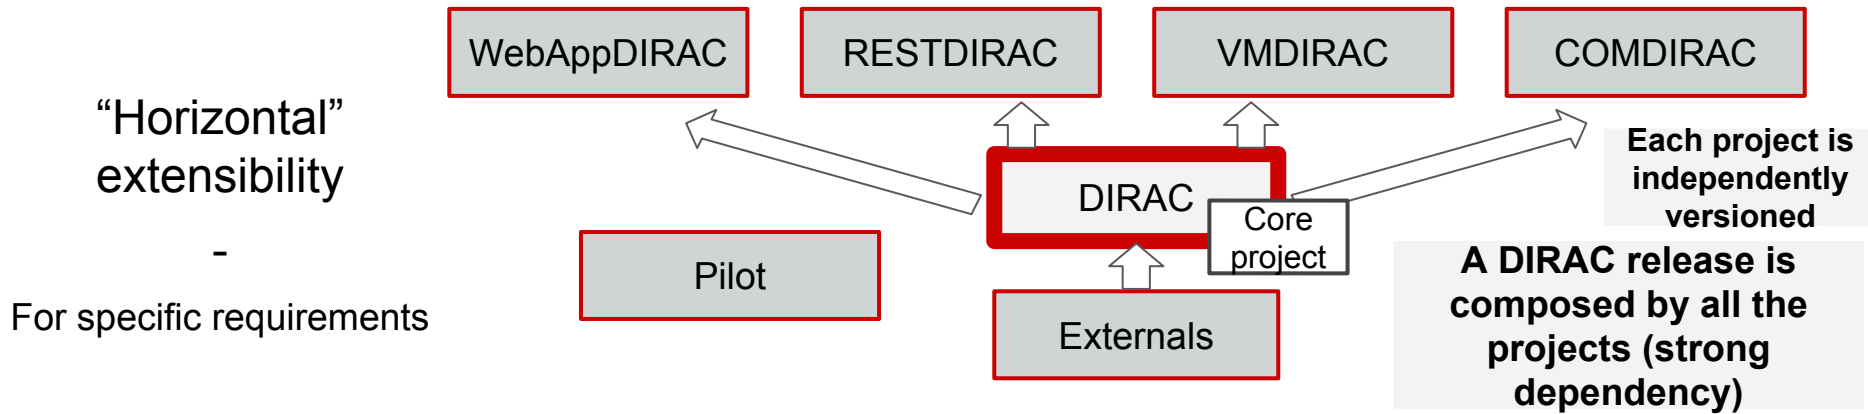 WebAppDIRAC
RESTDIRAC
VMDIRAC
COMDIRAC
“Horizontal”
extensibility
-
For specific requirements
DIRAC
Core
project
Pilot
Externals
Each project is
independently
versioned
A DIRAC release is
composed by all the
projects (strong
dependency)